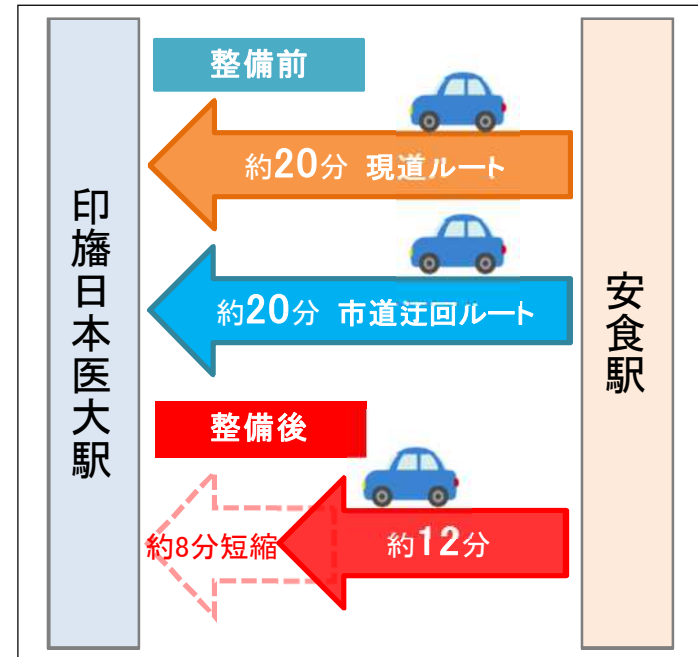 整備前
約20分 現道ルート
約20分 市道迂回ルート
整備後
約8分短縮
約12分
印旛日本医大駅
安食駅